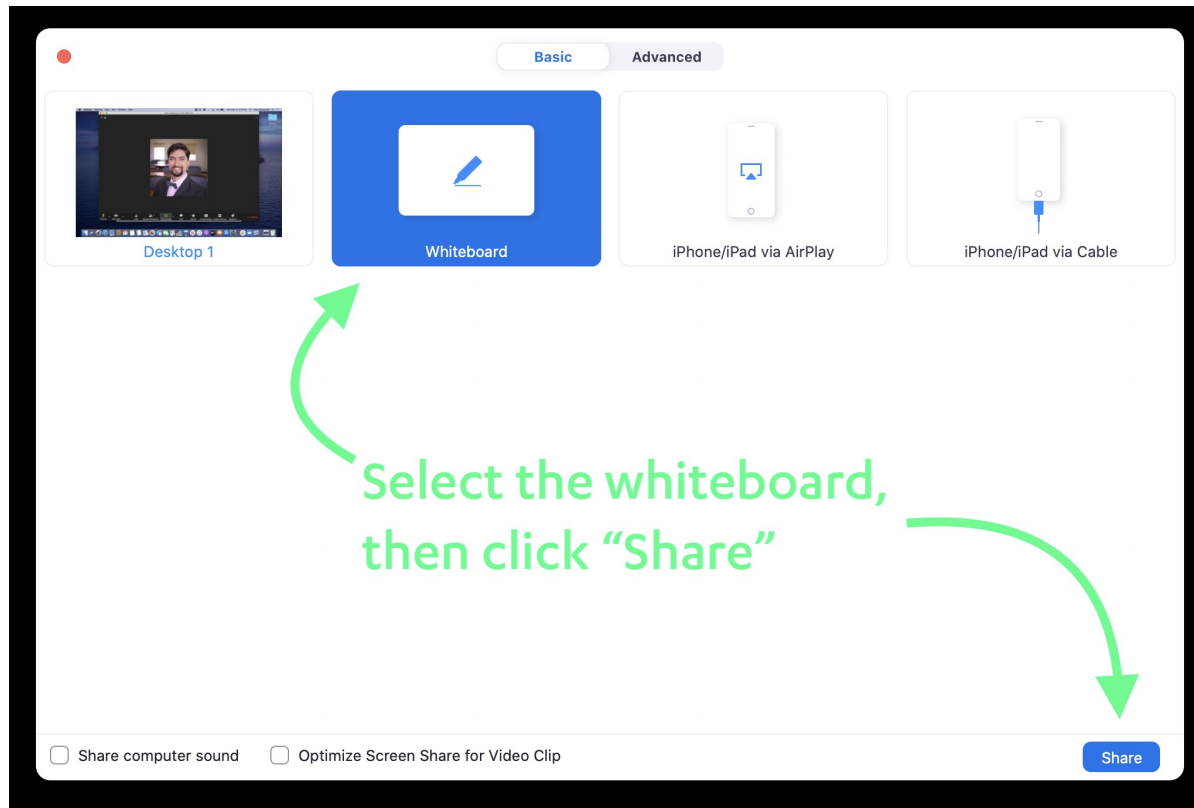 Basic
Advanced
Desktop 1
Whiteboard
iPhone/iPad via AirPlay
iPhone/iPad via Cable
Select the whiteboard,
then click “Share”
Share computer sound
Optimize Screen Share for Video Clip
Share